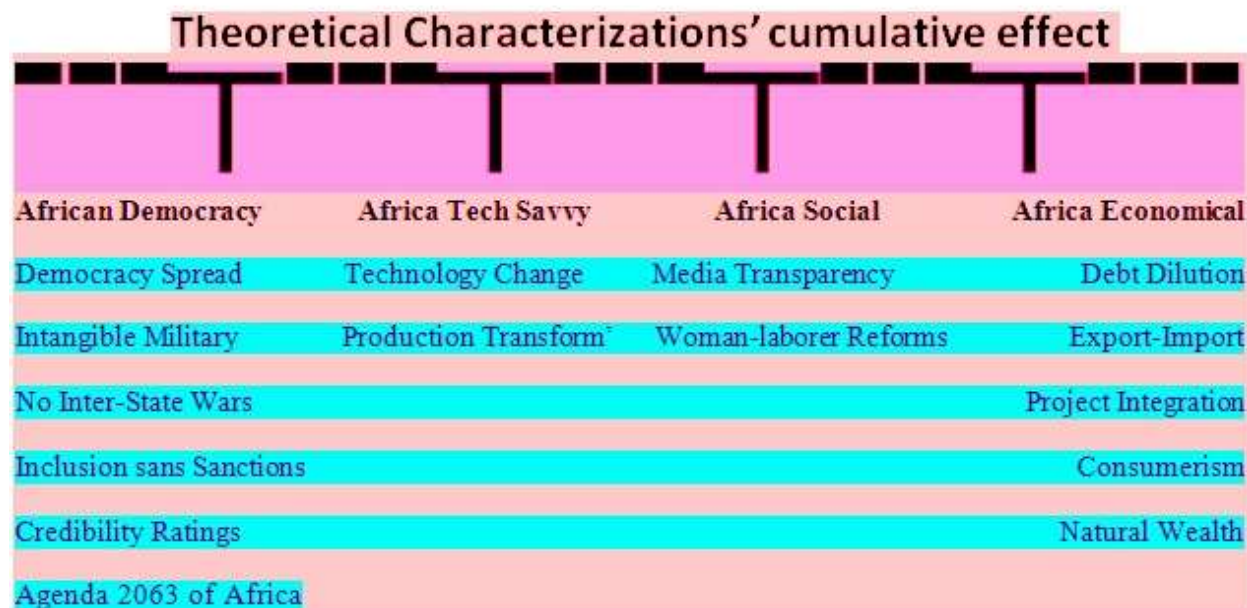 Theoretical Characterizations' cumulative effect
African Democracy Africa Tech Savvy Africa Social Africa Economical
Democracy Spread Technology Change Media Transparency Debt Dilution
Intangible Military Production Transform Woman-laborer Reforms Export-Import
No Inter-State Wars Project Integration
Inclusion sans Sanctions Consumerism
Credibility Ratings Natural Wealth
Agenda 2063 of Africa